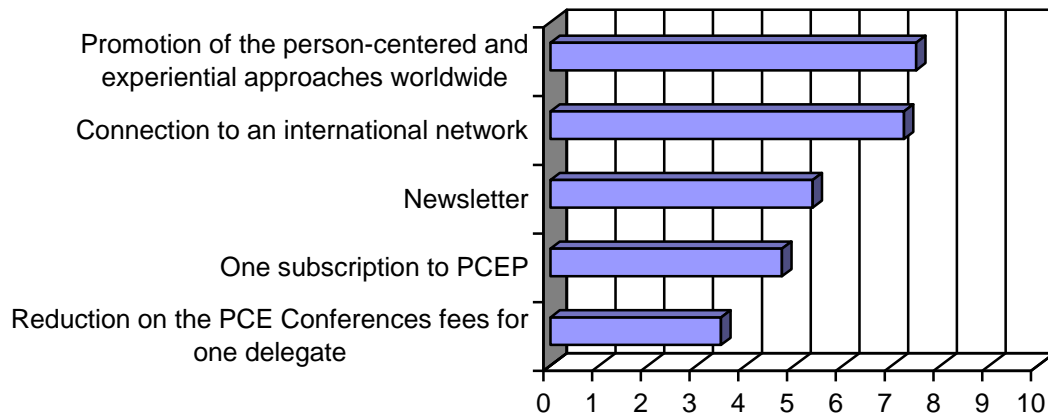 Promotion of the person-centered and
experiential approaches worldwide
Connection to an international network
Newsletter
One subscription to PCEP
Reduction on the PCE Conferences fees for
one delegate
0 1 2 3 4 5 6 7 8 9 10